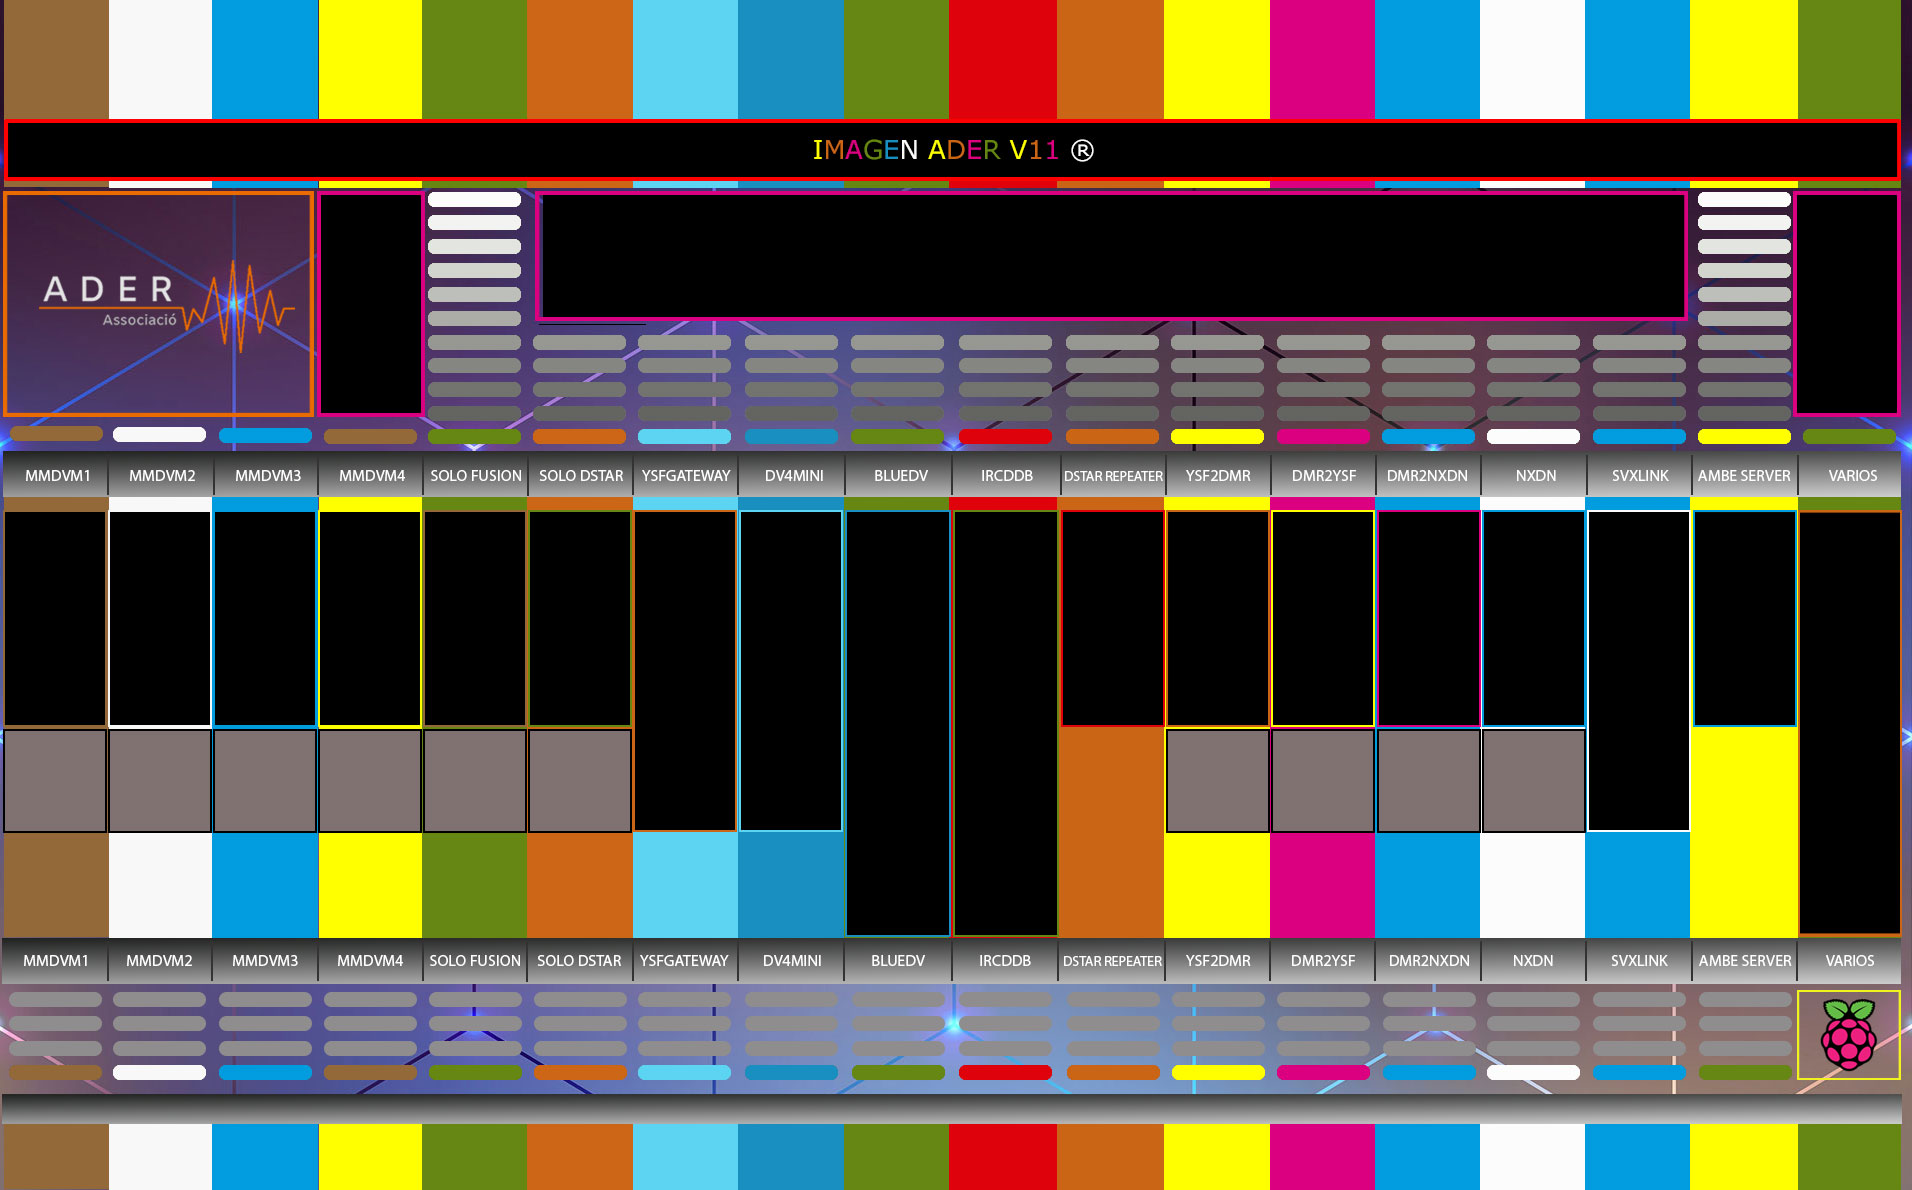 IMAGEN ADER V11 ®
ADER
Associació
MMDVM1 MMDVM2 MMDVM3 MMDVM4 SOLO FUSION SOLO DSTAR YSFGATEWAY DV4MINI BLUEDV IRCDDB DSTAR REPEATER YSF2DMR DMR2YSF DMR2NXDN NXDN SVXLINK AMBE SERVER VARIOS
MMDVM1 MMDVM2 MMDVM3 MMDVM4 SOLO FUSION SOLO DSTAR YSFGATEWAY DV4MINI BLUEDV IRCDDB DSTAR REPEATER YSF2DMR DMR2YSF DMR2NXDN NXDN SVXLINK AMBE SERVER VARIOS